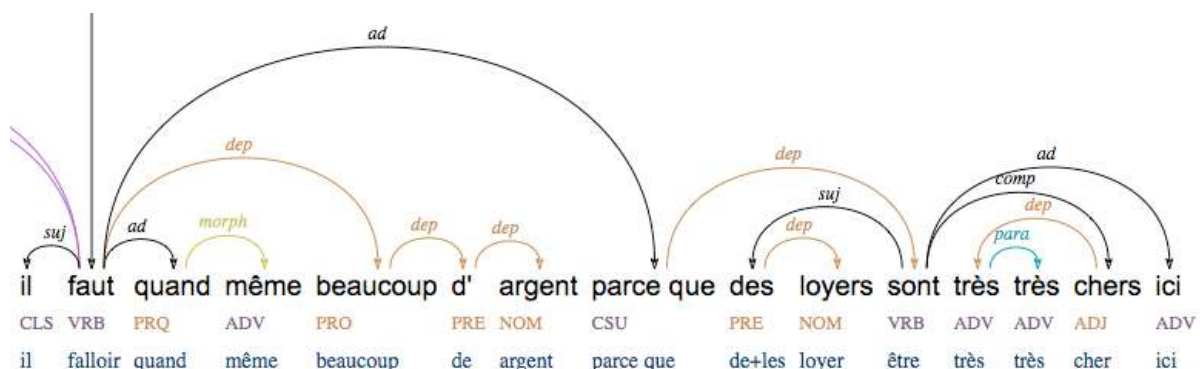 ad
dep
dep
ad
suj
comp
morph
dep
suj
ad
dep
dep
dep
para
il faut quand même beaucoup d' argent parce que des loyers sont très très chers ici
CLS VRB PRQ ADV PRO PRE NOM CSU PRE NOM VRB ADV ADV ADJ ADV
il falloir quand même beaucoup de argent parce que de+les loyer être très très cher ici